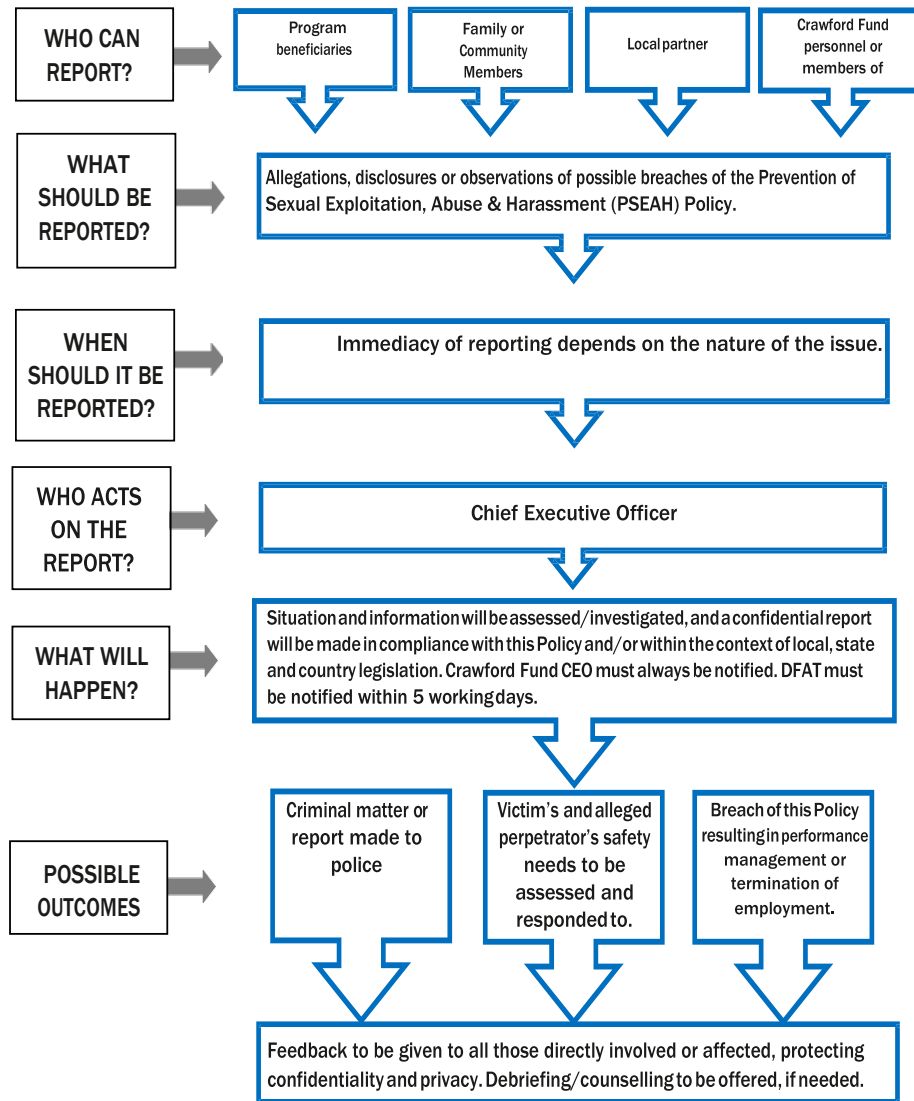 WHO CAN
REPORT?
Program
beneficiaries
Family or
Community
Members
Local partner
Crawford Fund
personnel or
members of
WHAT
SHOULD BE
REPORTED?
Allegations, disclosures or observations of possible breaches of the Prevention of
Sexual Exploitation, Abuse & Harassment (PSEAH) Policy.
WHEN
SHOULD IT BE
REPORTED?
Immediacy of reporting depends on the nature of the issue.
WHO ACTS
ON THE
REPORT?
Chief Executive Officer
WHAT WILL
HAPPEN?
Situation and information will be assessed/investigated, and a confidential report
will be made in compliance with this Policy and/or within the context of local, state
and country legislation. Crawford Fund CEO must always be notified. DFAT must
be notified within 5 working days.
POSSIBLE
OUTCOMES
Criminal matter or
report made to
police
Victim's and alleged
perpetrator's safety
needs to be
assessed and
responded to.
Breach of this Policy
resulting in performance
management or
termination of
employment.
Feedback to be given to all those directly involved or affected, protecting
confidentiality and privacy. Debriefing/counselling to be offered, if needed.